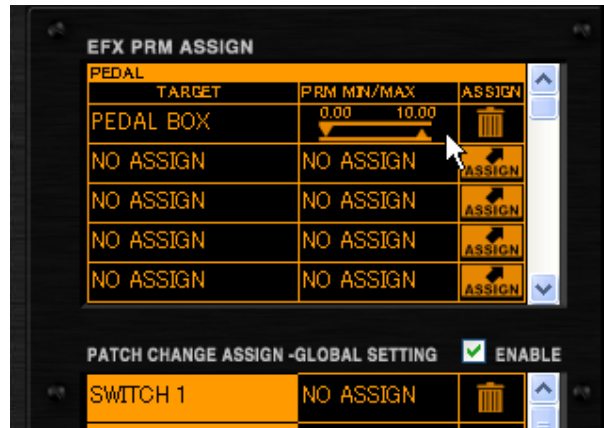 EFX PRM ASSIGN
PEDAL
TARGET PRM MIN/MAX ASSIGN
PEDAL BOX 0.00 10.00
NO ASSIGN NO ASSIGN ASSIGN
NO ASSIGN NO ASSIGN ASSIGN
NO ASSIGN NO ASSIGN ASSIGN
NO ASSIGN NO ASSIGN ASSIGN
PATCH CHANGE ASSIGN -GLOBAL SETTING ENABLE
SWITCH 1 NO ASSIGN